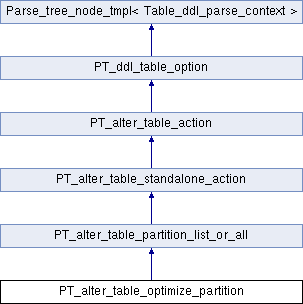 Parse_tree_node_tmpl< Table_ddl_parse_context >
PT_ddl_table_option
PT_alter_table_action
PT_alter_table_standalone_action
PT_alter_table_partition_list_or_all
PT_alter_table_optimize_partition